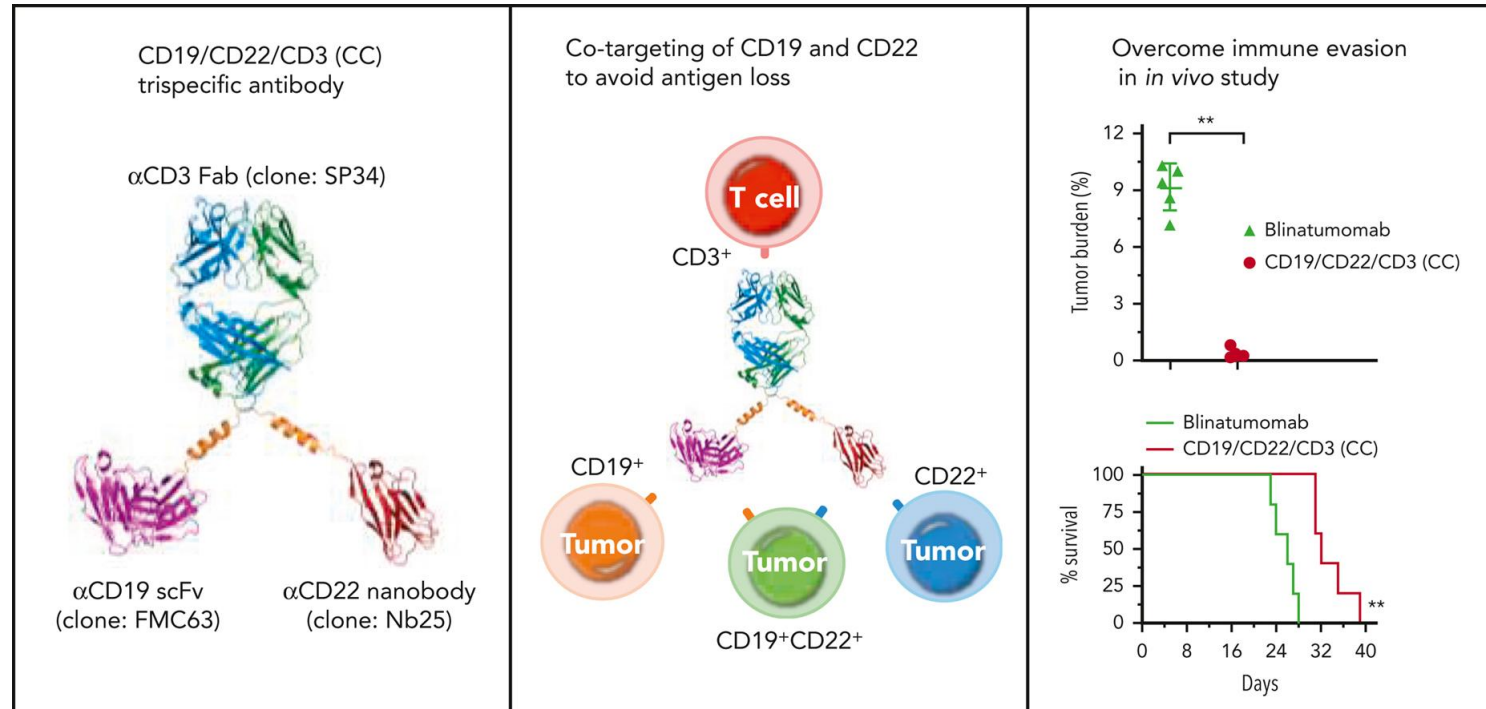 CD19/CD22/CD3 (CC)
trispecific antibody
αCD3 Fab (clone: SP34)
αCD19 scFv
(clone: FMC63)
αCD22 nanobody
(clone: Nb25)
Co-targeting of CD19 and CD22
to avoid antigen loss
T cell
CD3⁺
CD19⁺
Tumor
Tumor
CD19⁺CD22⁺
CD22⁺
Tumor
Overcome immune evasion
in in vivo study
**
12
9
6
3
0
Tumor burden (%)
Blinatumomab
CD19/CD22/CD3 (CC)
Blinatumomab
CD19/CD22/CD3 (CC)
100
75
50
25
0
% survival
**
0 8 16 24 32 40
Days